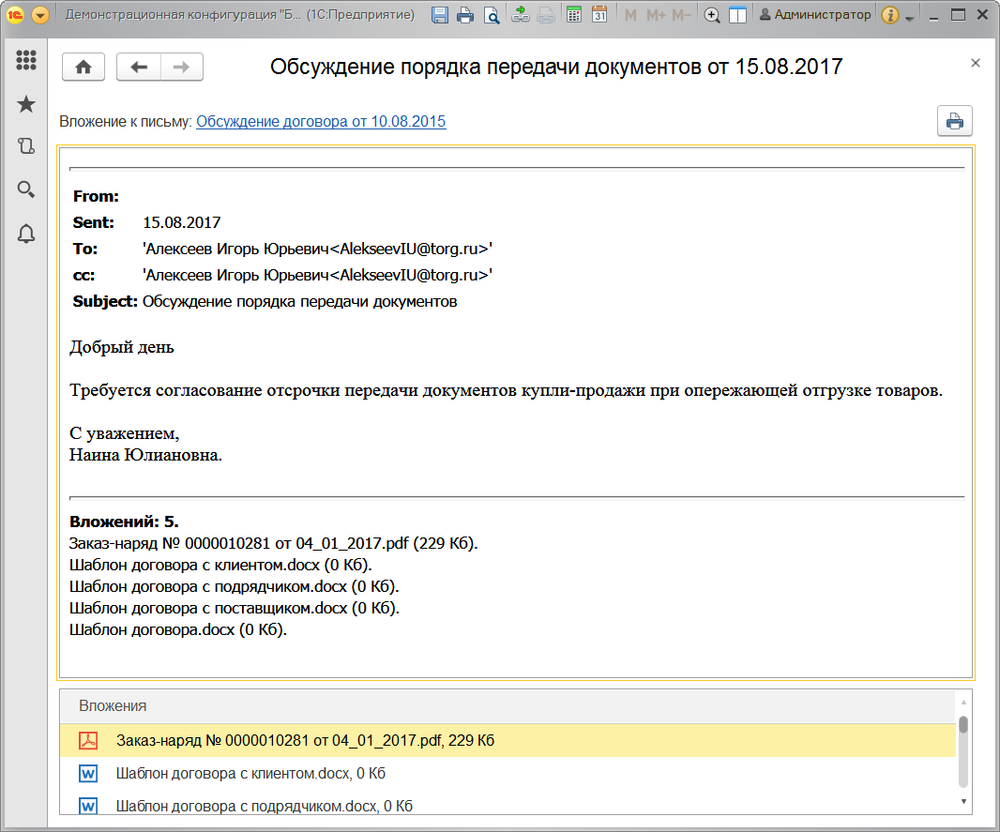 Демонстрационная конфигурация "Б... (1С:Предприятие) 31 M M+ M- Администратор
Обсуждение порядка передачи документов от 15.08.2017
Вложение к письму: Обсуждение договора от 10.08.2015
From:
Sent: 15.08.2017
To: 'Алексеев Игорь Юрьевич<AlekseevIU@torg.ru>'
cc: 'Алексеев Игорь Юрьевич<AlekseevIU@torg.ru>'
Subject: Обсуждение порядка передачи документов
Добрый день
Требуется согласование отсрочки передачи документов купли-продажи при опережающей отгрузке товаров.
С уважением,
Наина Юлиановна.
Вложений: 5.
Заказ-наряд № 0000010281 от 04_01_2017.pdf (229 Кб).
Шаблон договора с клиентом.docx (0 Кб).
Шаблон договора с подрядчиком.docx (0 Кб).
Шаблон договора с поставщиком.docx (0 Кб).
Шаблон договора.docx (0 Кб).
Вложения
Заказ-наряд № 0000010281 от 04_01_2017.pdf, 229 Кб
Шаблон договора с клиентом.docx, 0 Кб
Шаблон договора с подрядчиком.docx, 0 Кб